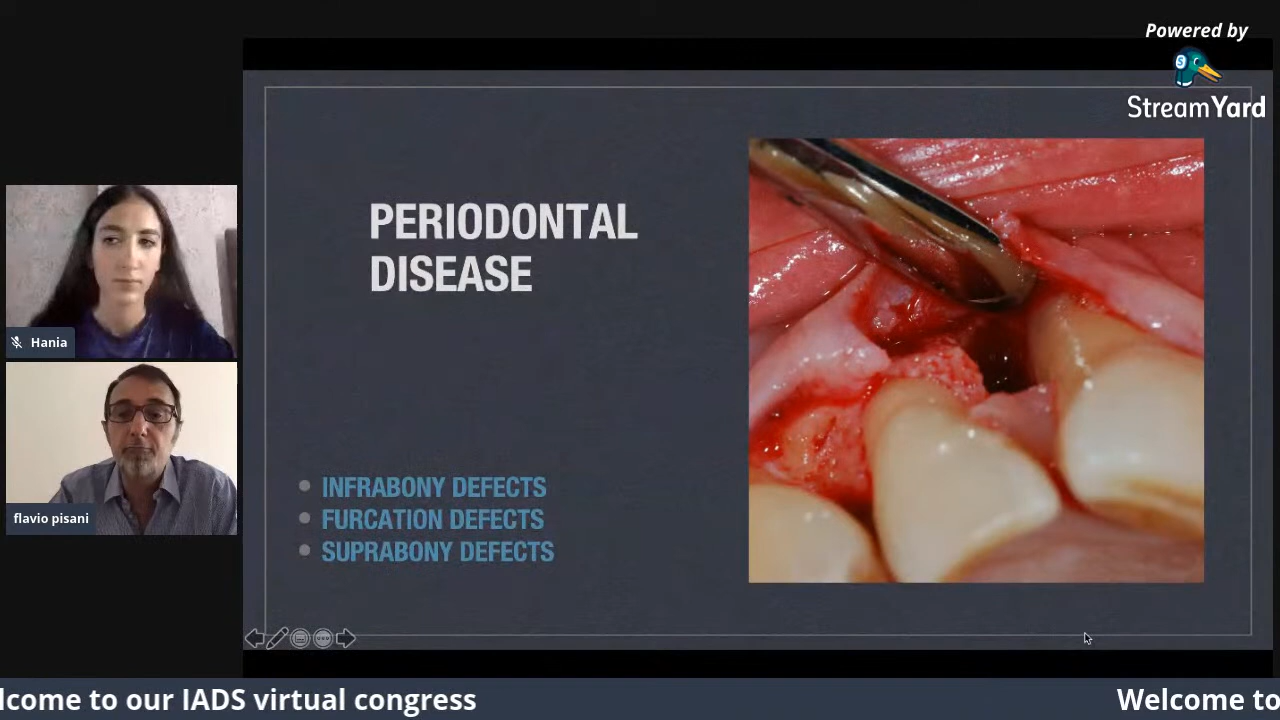 Powered by
StreamYard
PERIODONTAL
DISEASE
Hania
INFRABONY DEFECTS
FURCATION DEFECTS
SUPRABONY DEFECTS
flavio pisani
lcome to our IADS virtual congress
Welcome to